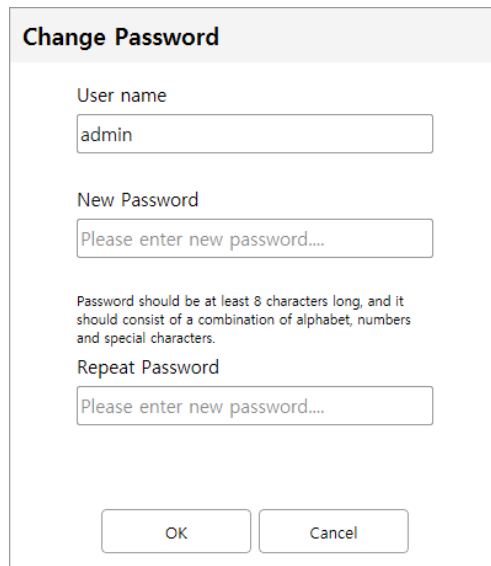 Change Password
User name
admin
New Password
Please enter new password....
Password should be at least 8 characters long, and it
should consist of a combination of alphabet, numbers
and special characters.
Repeat Password
Please enter new password....
OK
Cancel